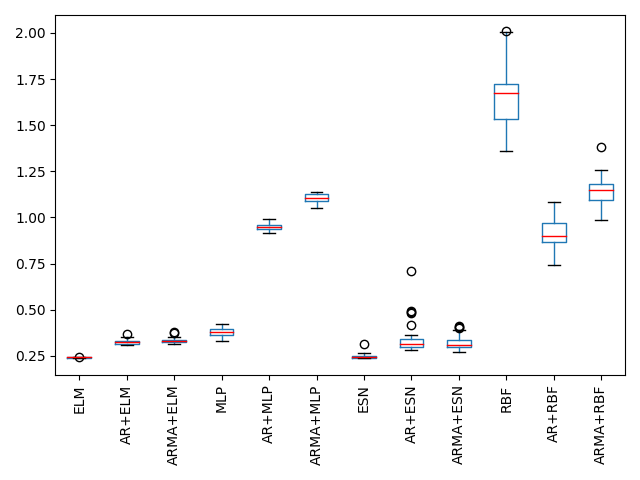 2.00
1.75
1.50
1.25
1.00
0.75
0.50
0.25
ELM
AR+ELM
ARMA+ELM
MLP
AR+MLP
ARMA+MLP
ESN
AR+ESN
ARMA+ESN
RBF
AR+RBF
ARMA+RBF